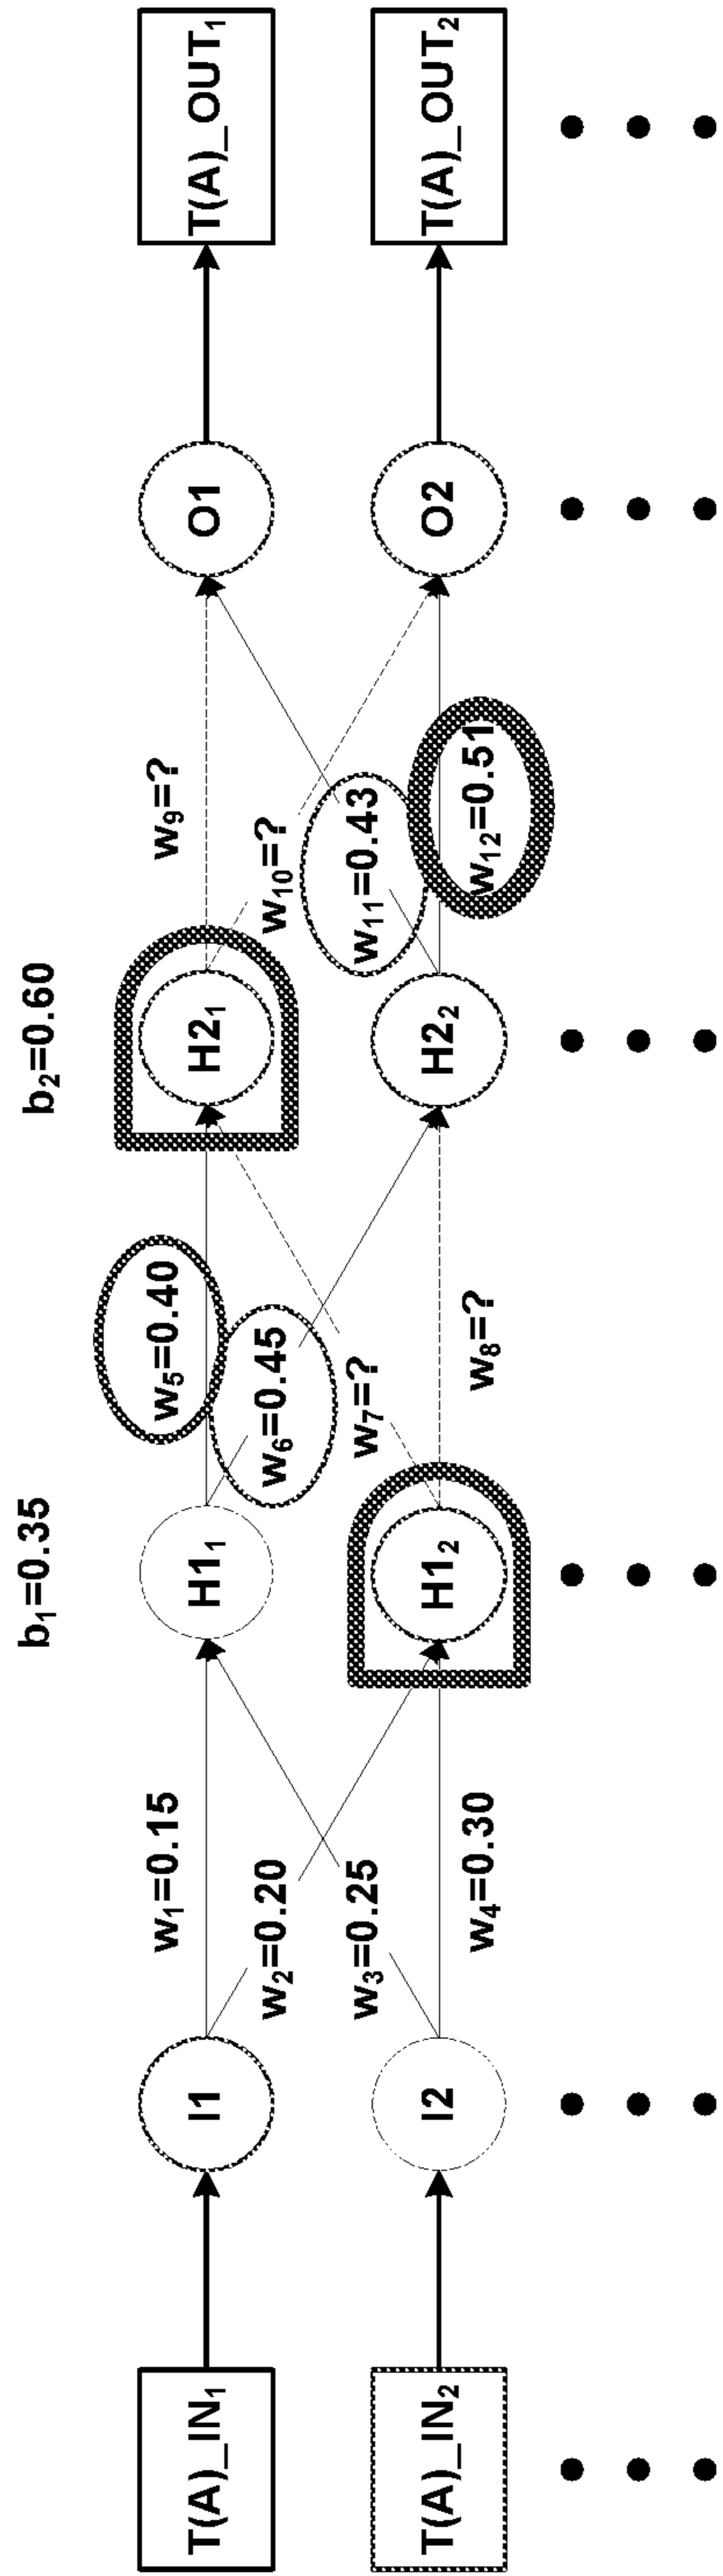 b₁=0.35
b₂=0.60
T(A)_IN₁
I1
w₁=0.15
H1₁
w₅=0.40
H2₁
w₉=?
O1
T(A)_OUT₁
w₂=0.20
w₆=0.45
w₁₀=?
w₃=0.25
w₇=?
w₁₁=0.43
T(A)_IN₂
I2
w₄=0.30
H1₂
w₈=?
H2₂
w₁₂=0.51
O2
T(A)_OUT₂